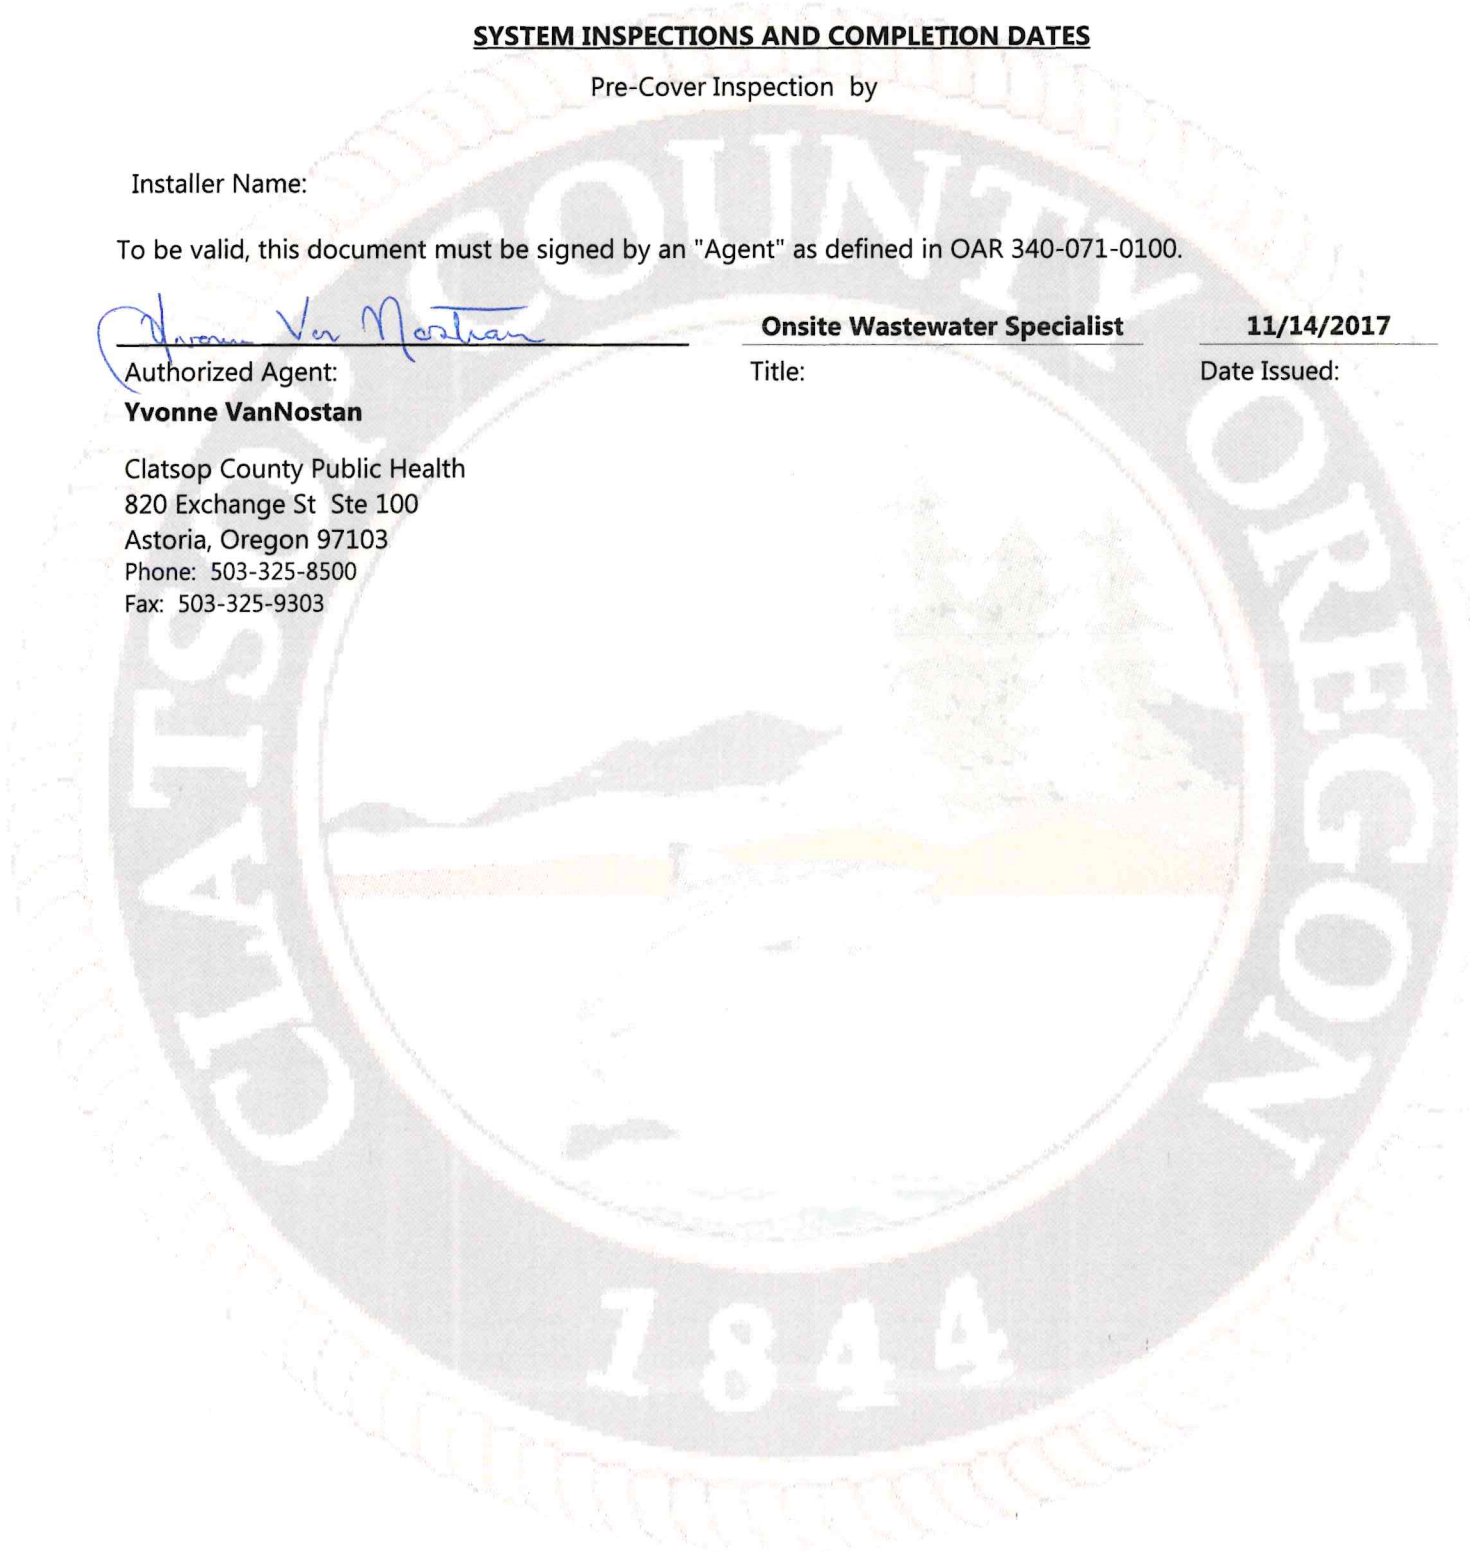 SYSTEM INSPECTIONS AND COMPLETION DATES
Pre-Cover Inspection by
Installer Name:
To be valid, this document must be signed by an "Agent" as defined in OAR 340-071-0100.
Yvonne Van Nostran
Onsite Wastewater Specialist
11/14/2017
Authorized Agent:
Title:
Date Issued:
Yvonne VanNostan
Clatsop County Public Health
820 Exchange St Ste 100
Astoria, Oregon 97103
Phone: 503-325-8500
Fax: 503-325-9303
CLATSOP COUNTY OREGON
1844